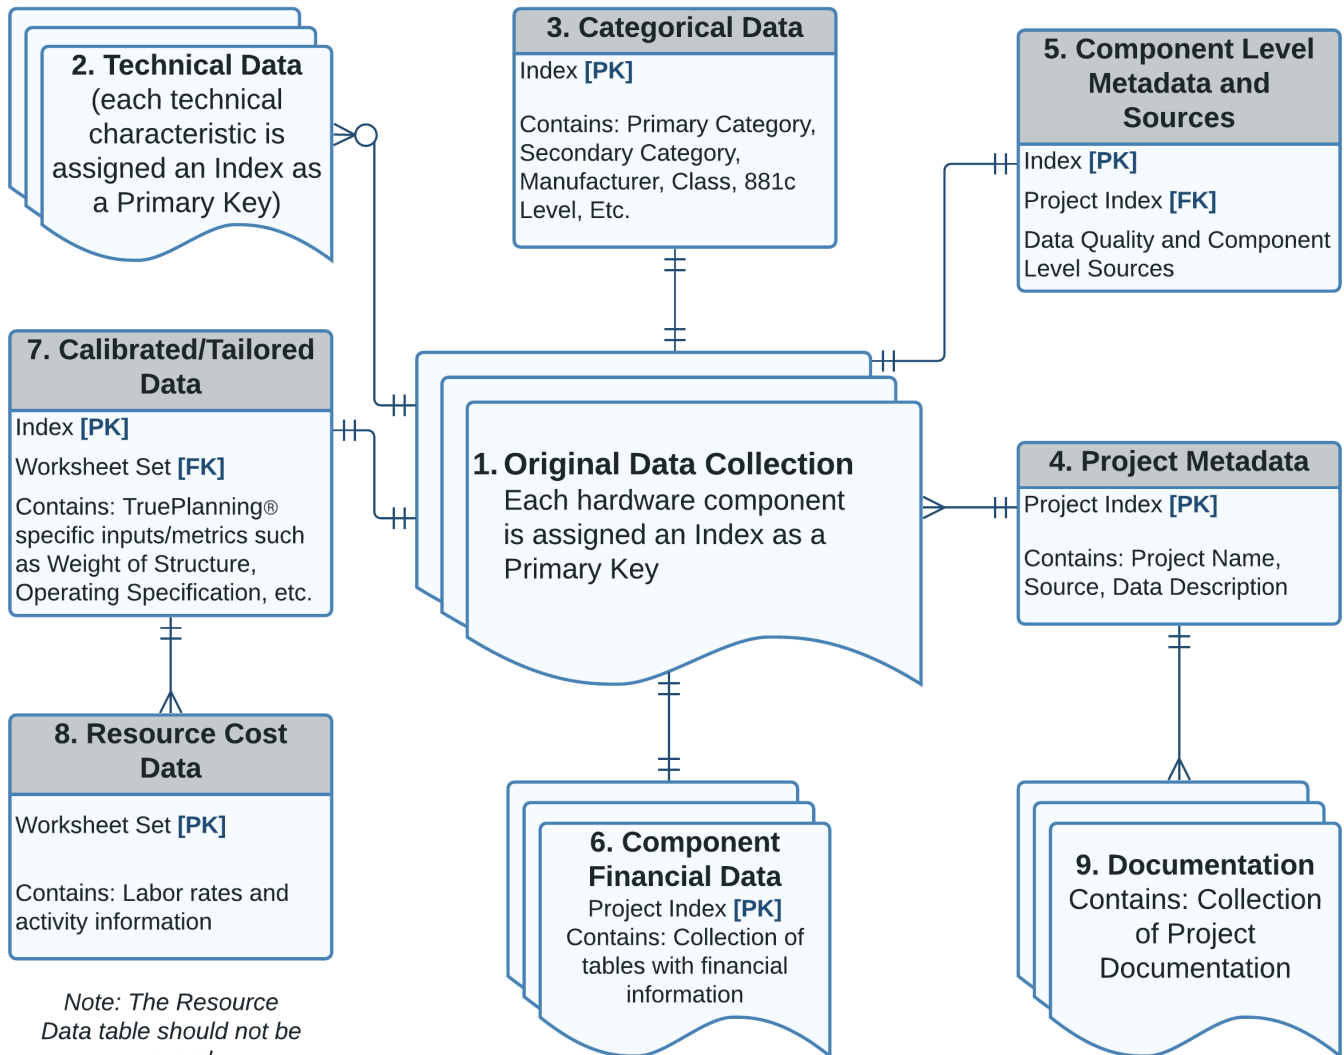 2. Technical Data
(each technical
characteristic is
assigned an Index as
a Primary Key)
3. Categorical Data
Index [PK]
Contains: Primary Category,
Secondary Category,
Manufacturer, Class, 881c
Level, Etc.
5. Component Level
Metadata and
Sources
Index [PK]
Project Index [FK]
Data Quality and Component
Level Sources
7. Calibrated/Tailored
Data
Index [PK]
Worksheet Set [FK]
Contains: TruePlanning®
specific inputs/metrics such
as Weight of Structure,
Operating Specification, etc.
1. Original Data Collection
Each hardware component
is assigned an Index as a
Primary Key
4. Project Metadata
Project Index [PK]
Contains: Project Name,
Source, Data Description
8. Resource Cost
Data
Worksheet Set [PK]
Contains: Labor rates and
activity information
6. Component
Financial Data
Project Index [PK]
Contains: Collection of
tables with financial
information
9. Documentation
Contains: Collection
of Project
Documentation
Note: The Resource
Data table should not be